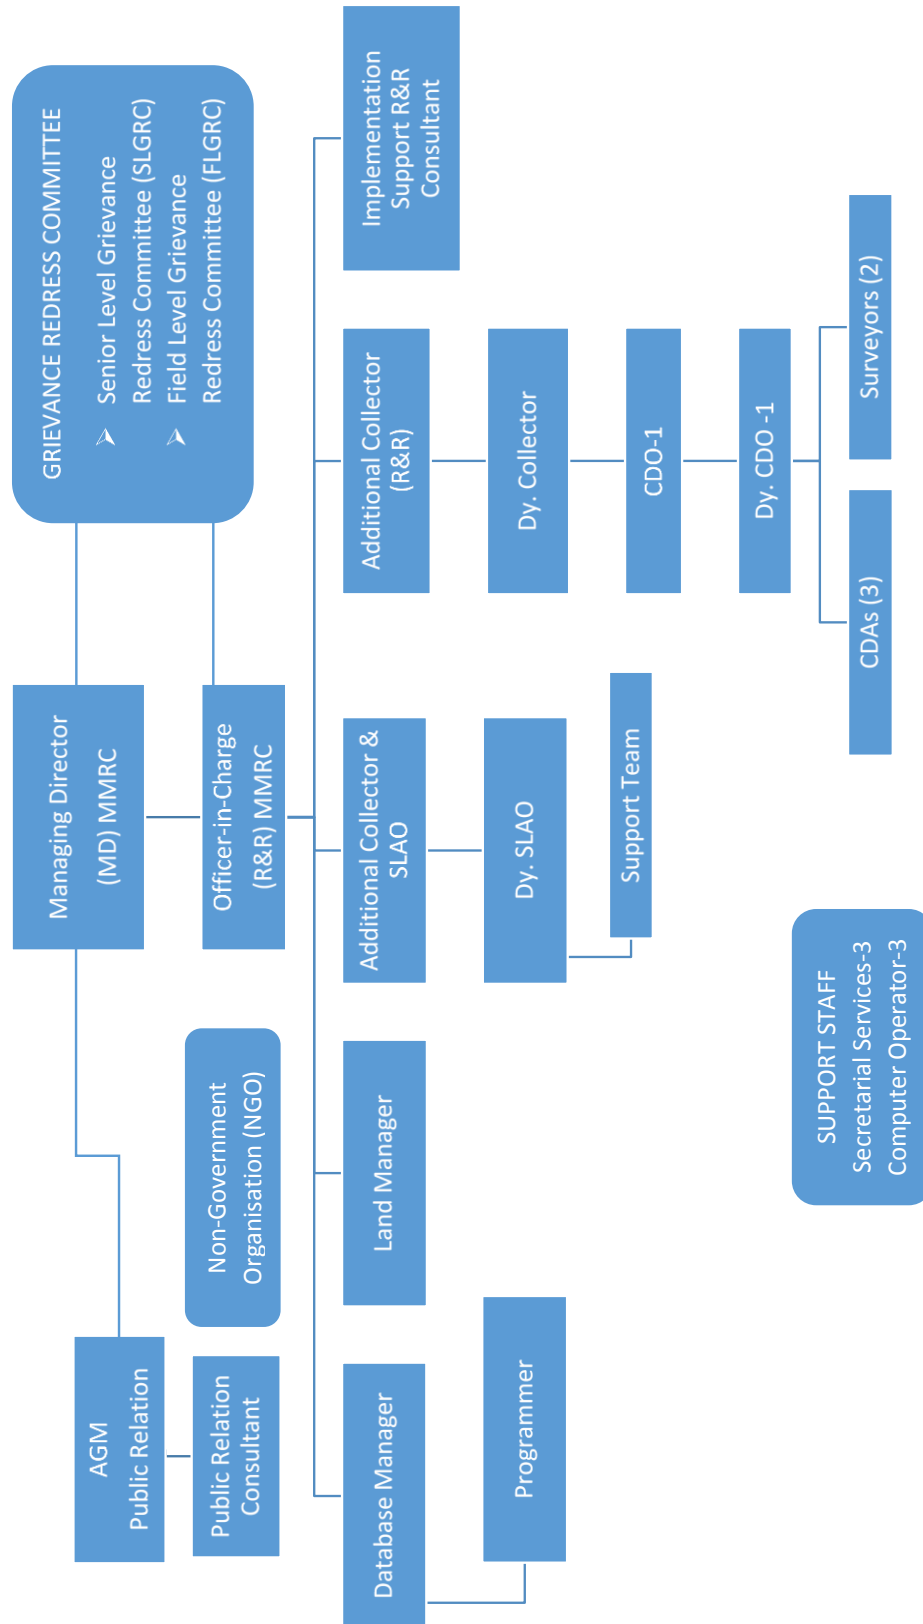 AGM
Public Relation
Public Relation
Consultant
Managing Director
(MD) MMRC
GRIEVANCE REDRESS COMMITTEE
➢ Senior Level Grievance
Redress Committee (SLGRC)
➢ Field Level Grievance
Redress Committee (FLGRC)
Non-Government
Organisation (NGO)
Officer-in-Charge
(R&R) MMRC
Database Manager
Land Manager
Additional Collector &
SLAO
Additional Collector
(R&R)
Implementation
Support R&R
Consultant
Programmer
Dy. SLAO
Dy. Collector
Support Team
CDO-1
Dy. CDO -1
CDAs (3)
Surveyors (2)
SUPPORT STAFF
Secretarial Services-3
Computer Operator-3